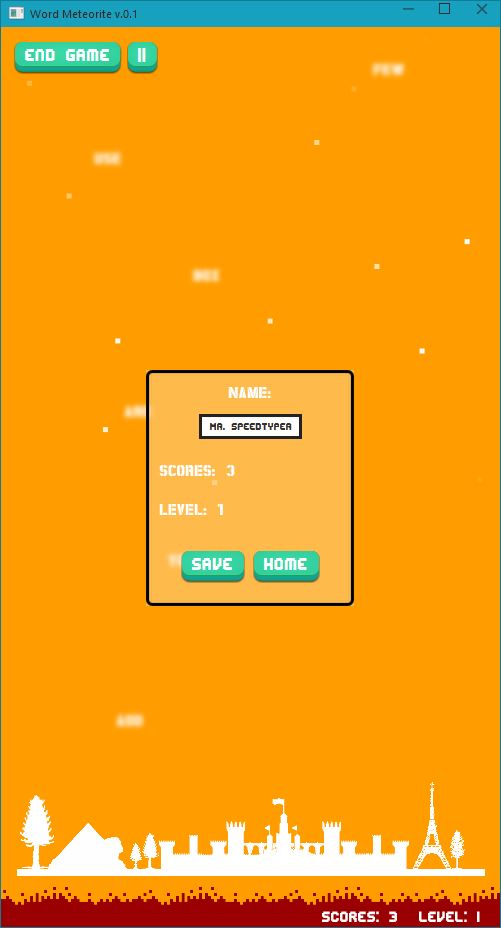 Word Meteorite v.0.1
END GAME
FEW
USE
NAME:
MR. SPEEDTYPER
SCORES: 3
LEVEL: 1
SAVE HOME
SCORES: 3 LEVEL: 1